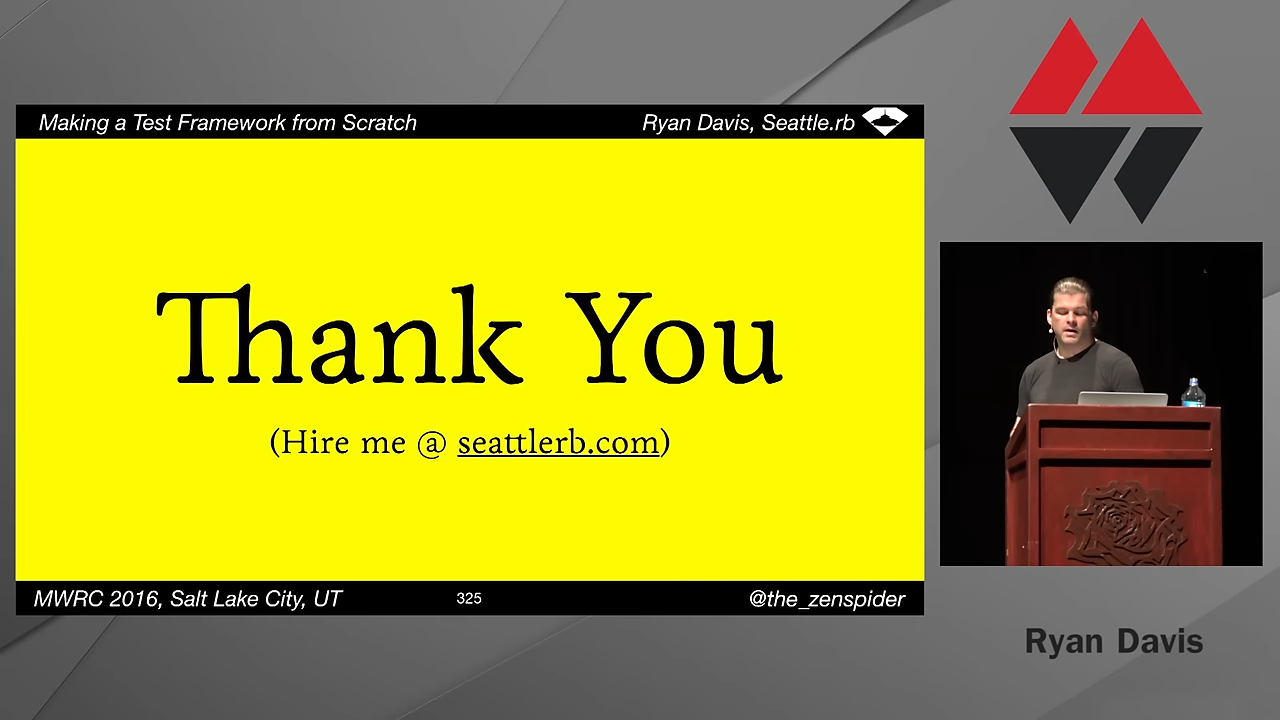 Making a Test Framework from Scratch
Ryan Davis, Seattle.rb
Thank You
(Hire me @ seattlerb.com)
MWRC 2016, Salt Lake City, UT
325
@the_zenspider
Ryan Davis